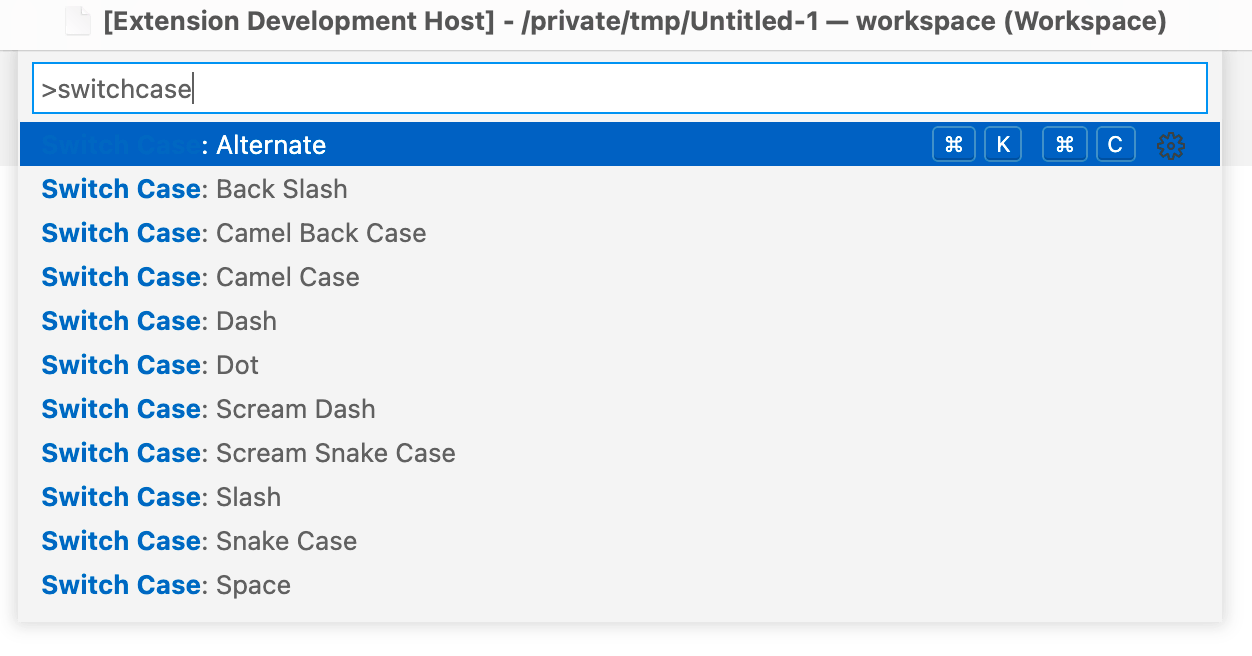 [Extension Development Host] - /private/tmp/Untitled-1 — workspace (Workspace)
>switchcase
Switch Case: Alternate ⌘ K ⌘ C
Switch Case: Back Slash
Switch Case: Camel Back Case
Switch Case: Camel Case
Switch Case: Dash
Switch Case: Dot
Switch Case: Scream Dash
Switch Case: Scream Snake Case
Switch Case: Slash
Switch Case: Snake Case
Switch Case: Space